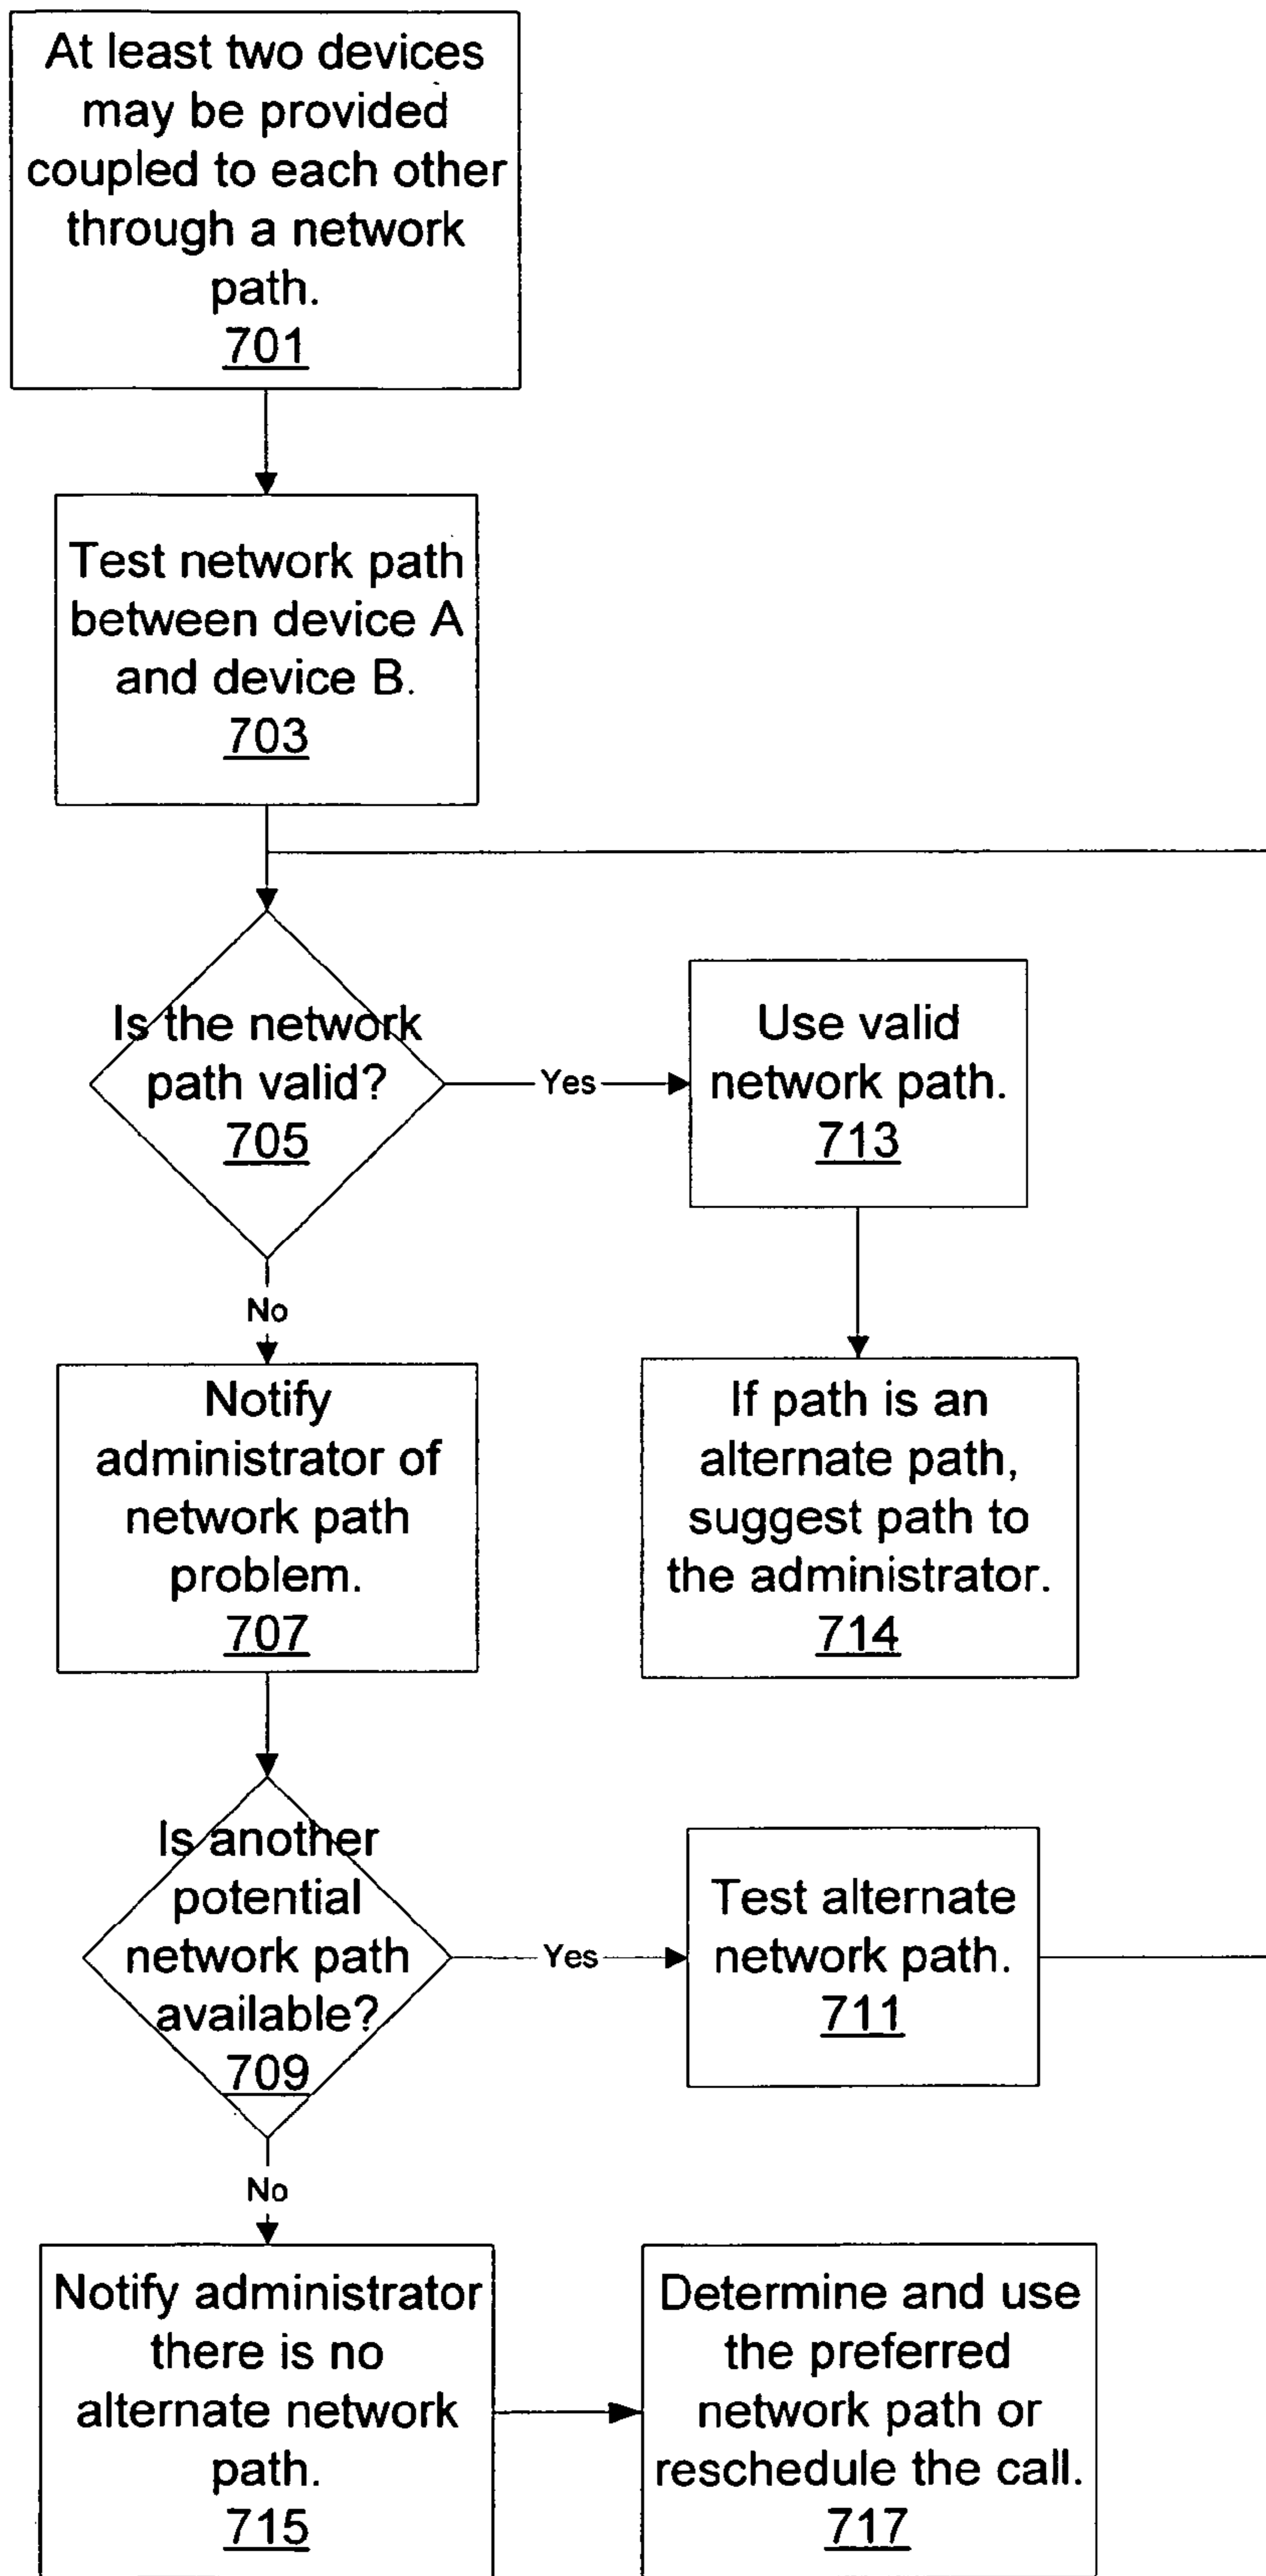 At least two devices
may be provided
coupled to each other
through a network
path.
701
Test network path
between device A
and device B.
703
Is the network
path valid?
705
Yes
Use valid
network path.
713
No
Notify
administrator of
network path
problem.
707
If path is an
alternate path,
suggest path to
the administrator.
714
Is another
potential
network path
available?
709
Yes
Test alternate
network path.
711
No
Notify administrator
there is no
alternate network
path.
715
Determine and use
the preferred
network path or
reschedule the call.
717